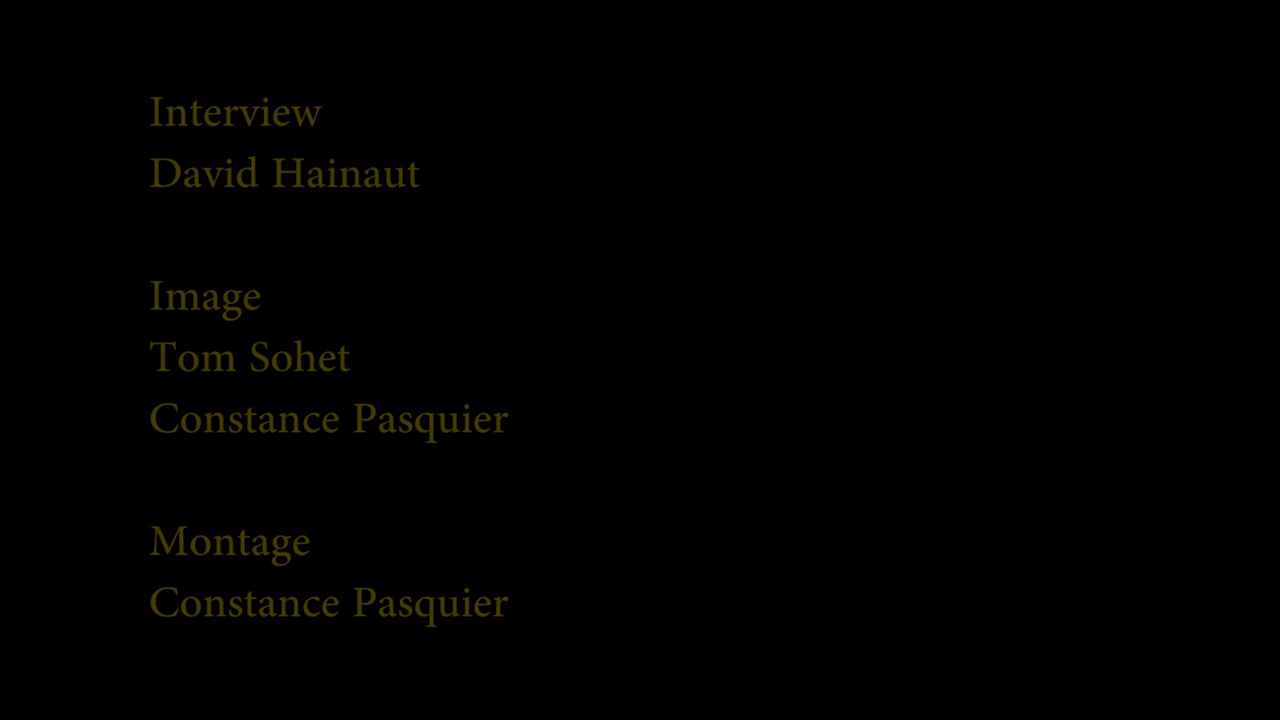 Interview
David Hainaut
Image
Tom Sohet
Constance Pasquier
Montage
Constance Pasquier